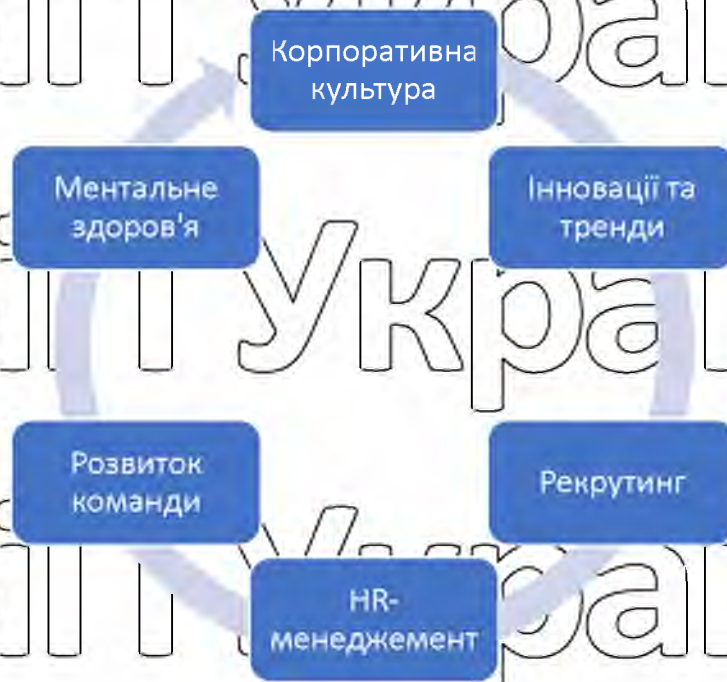 Корпоративна
культура
Ментальне
здоров'я
Інновації та
тренди
Розвиток
команди
Рекрутинг
HR-
менеджемент